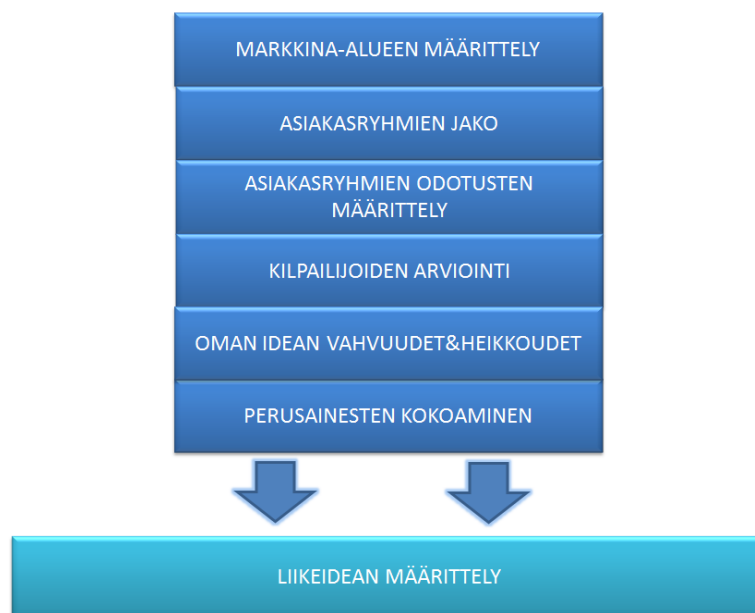 MARKKINA-ALUEEN MÄÄRITTELY
ASIAKASRYHMIEN JAKO
ASIAKASRYHMIEN ODOTUSTEN
MÄÄRITTELY
KILPAILIJOIDEN ARVIOINTI
OMAN IDEAN VAHVUUDET&HEIKKOUDET
PERUSAINESTEN KOKOAMINEN
LIIKEIDEAN MÄÄRITTELY